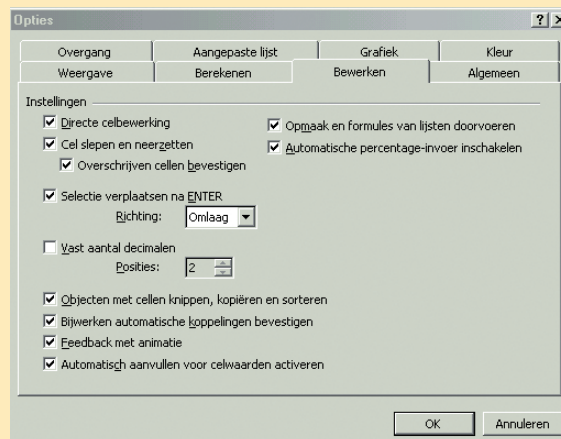 Opties
Overgang Aangepaste lijst Grafiek Kleur
Weergave Berekenen Bewerken Algemeen
Instellingen
Directe celbewerking
Cel slepen en neerzetten
Overschrijven cellen bevestigen
Selectie verplaatsen na ENTER
Richting: Omlaag
Vast aantal decimalen
Posities: 2
Objecten met cellen knippen, kopiëren en sorteren
Bijwerken automatische koppelingen bevestigen
Feedback met animatie
Automatisch aanvullen voor celwaarden activeren
Opmaak en formules van lijsten doorvoeren
Automatische percentage-invoer inschakelen
OK Annuleren